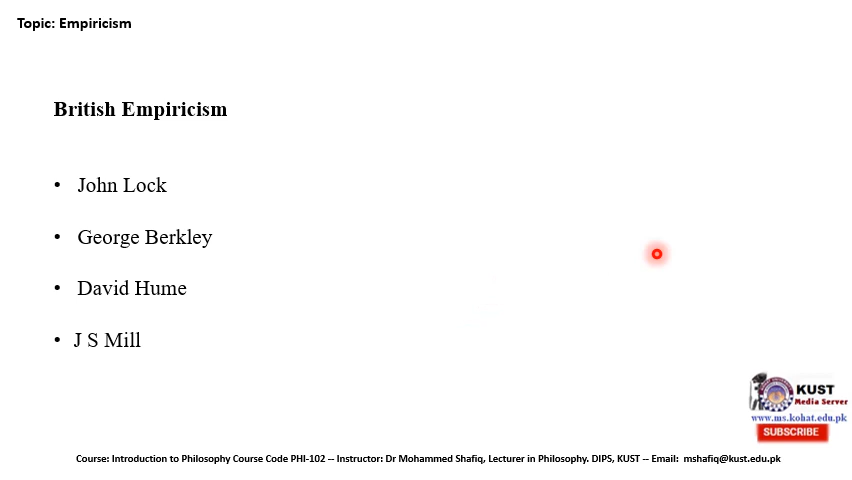 Topic: Empiricism
British Empiricism
• John Lock
• George Berkley
• David Hume
• J S Mill
KUST
Media Server
www.ms.kohat.edu.pk
SUBSCRIBE
Course: Introduction to Philosophy Course Code PHI-102 -- Instructor: Dr Mohammed Shafiq, Lecturer in Philosophy. DIPS, KUST -- Email: mshafiq@kust.edu.pk